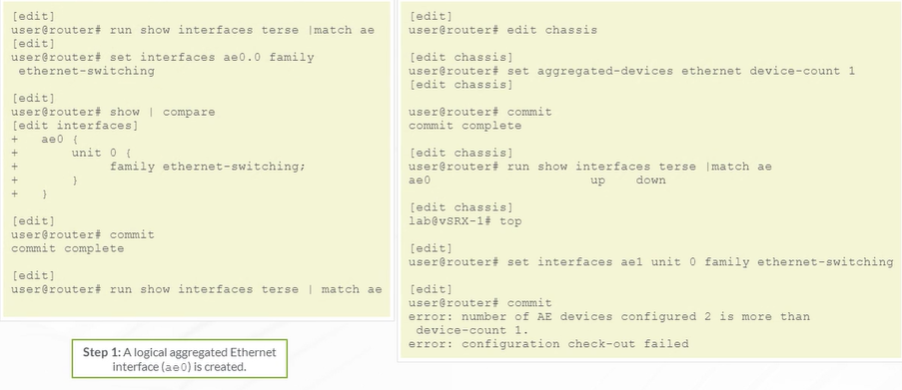 [edit]
user@router# run show interfaces terse |match ae
[edit]
user@router# set interfaces ae0.0 family
ethernet-switching
[edit]
user@router# show | compare
[edit interfaces]
+ ae0 {
+ unit 0 {
+ family ethernet-switching;
+ }
+ }
[edit]
user@router# commit
commit complete
[edit]
user@router# run show interfaces terse | match ae
Step 1: A logical aggregated Ethernet
interface (ae0) is created.
[edit]
user@router# edit chassis
[edit chassis]
user@router# set aggregated-devices ethernet device-count 1
[edit chassis]
user@router# commit
commit complete
[edit chassis]
user@router# run show interfaces terse |match ae
ae0 up down
[edit chassis]
lab@vSRX-1# top
[edit]
user@router# set interfaces ae1 unit 0 family ethernet-switching
[edit]
user@router# commit
error: number of AE devices configured 2 is more than
device-count 1.
error: configuration check-out failed